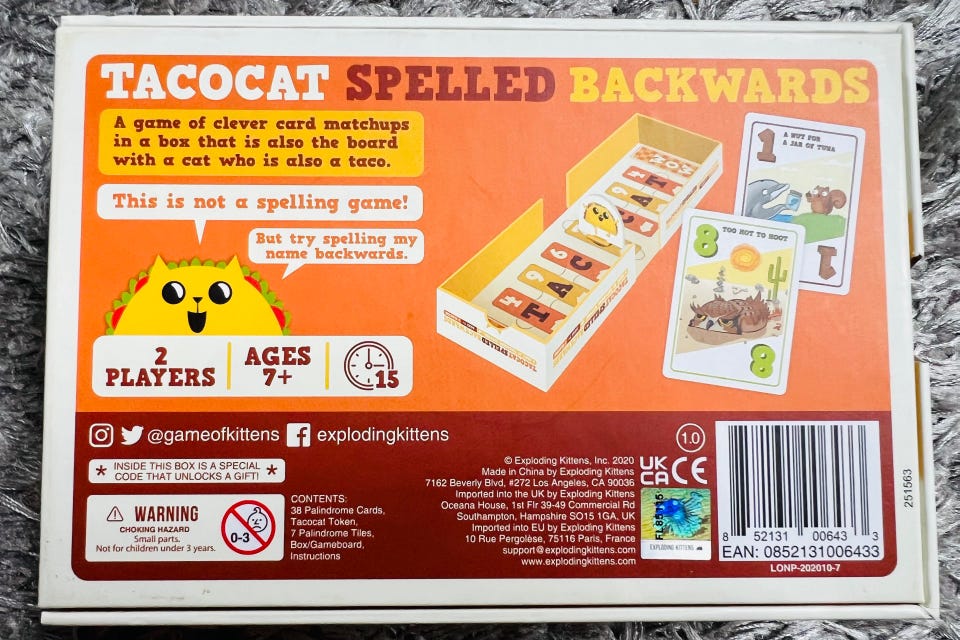 TACOCAT SPELLED BACKWARDS
A game of clever card matchups
in a box that is also the board
with a cat who is also a taco.
This is not a spelling game!
But try spelling my
name backwards.
2
PLAYERS
AGES
7+
15
1
A NUT FOR
A JAR OF TUNA
1
8
TOO HOT TO HOOT
8
TACOCAT SPELLED
BACKWARDS
@gameofkittens
explodingkittens
* INSIDE THIS BOX IS A SPECIAL *
CODE THAT UNLOCKS A GIFT!
WARNING
CHOKING HAZARD
Small parts.
Not for children under 3 years.
0-3
CONTENTS:
38 Palindrome Cards,
Tacocat Token,
7 Palindrome Tiles,
Box/Gameboard,
Instructions
© Exploding Kittens, Inc. 2020
Made in China by Exploding Kittens
7162 Beverly Blvd, #272 Los Angeles, CA 90036
Imported into the UK by Exploding Kittens
Oceana House, 1st Flr 39-49 Commercial Rd
Southampton, Hampshire SO15 1GA, UK
Imported into EU by Exploding Kittens
10 Rue Pergolèse, 75116 Paris, France
support@explodingkittens.com
www.explodingkittens.com
1.0
UK
CA
CE
EXPLODING KITTENS
8 52131 00643 3
EAN: 0852131006433
LONP-202010-7
251563